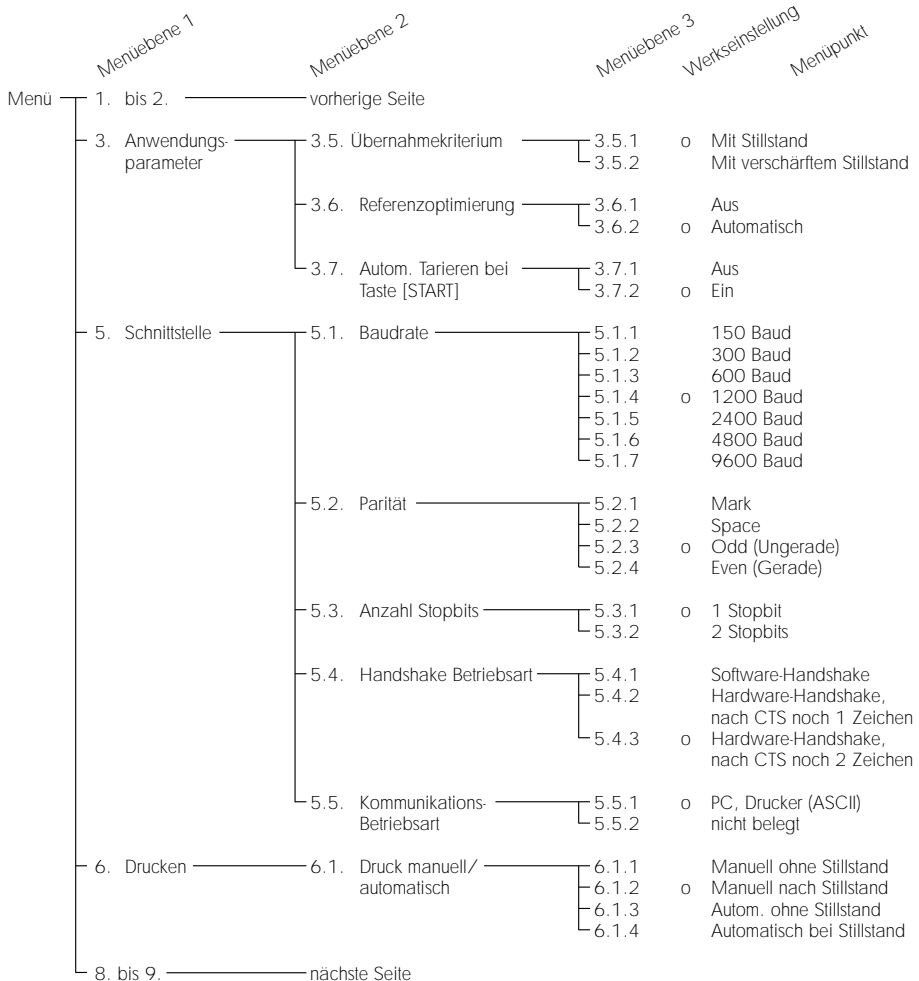 Menüebene 1 Menüebene 2 Menüebene 3 Werkseinstellung Menüpunkt
Menü 1. bis 2. vorherige Seite
3. Anwendungs- 3.5. Übernahmekriterium 3.5.1 o Mit Stillstand
parameter 3.5.2 Mit verschärftem Stillstand
3.6. Referenzoptimierung 3.6.1 Aus
3.6.2 o Automatisch
3.7. Autom. Tarieren bei 3.7.1 Aus
Taste [START] 3.7.2 o Ein
5. Schnittstelle 5.1. Baudrate 5.1.1 150 Baud
5.1.2 300 Baud
5.1.3 600 Baud
5.1.4 o 1200 Baud
5.1.5 2400 Baud
5.1.6 4800 Baud
5.1.7 9600 Baud
5.2. Parität 5.2.1 Mark
5.2.2 Space
5.2.3 o Odd (Ungerade)
5.2.4 Even (Gerade)
5.3. Anzahl Stopbits 5.3.1 o 1 Stopbit
5.3.2 2 Stopbits
5.4. Handshake Betriebsart 5.4.1 Software-Handshake
5.4.2 Hardware-Handshake,
nach CTS noch 1 Zeichen
5.4.3 o Hardware-Handshake,
nach CTS noch 2 Zeichen
5.5. Kommunikations- 5.5.1 o PC, Drucker (ASCII)
Betriebsart 5.5.2 nicht belegt
6. Drucken 6.1. Druck manuell/ 6.1.1 Manuell ohne Stillstand
automatisch 6.1.2 o Manuell nach Stillstand
6.1.3 Autom. ohne Stillstand
6.1.4 Automatisch bei Stillstand
8. bis 9. nächste Seite